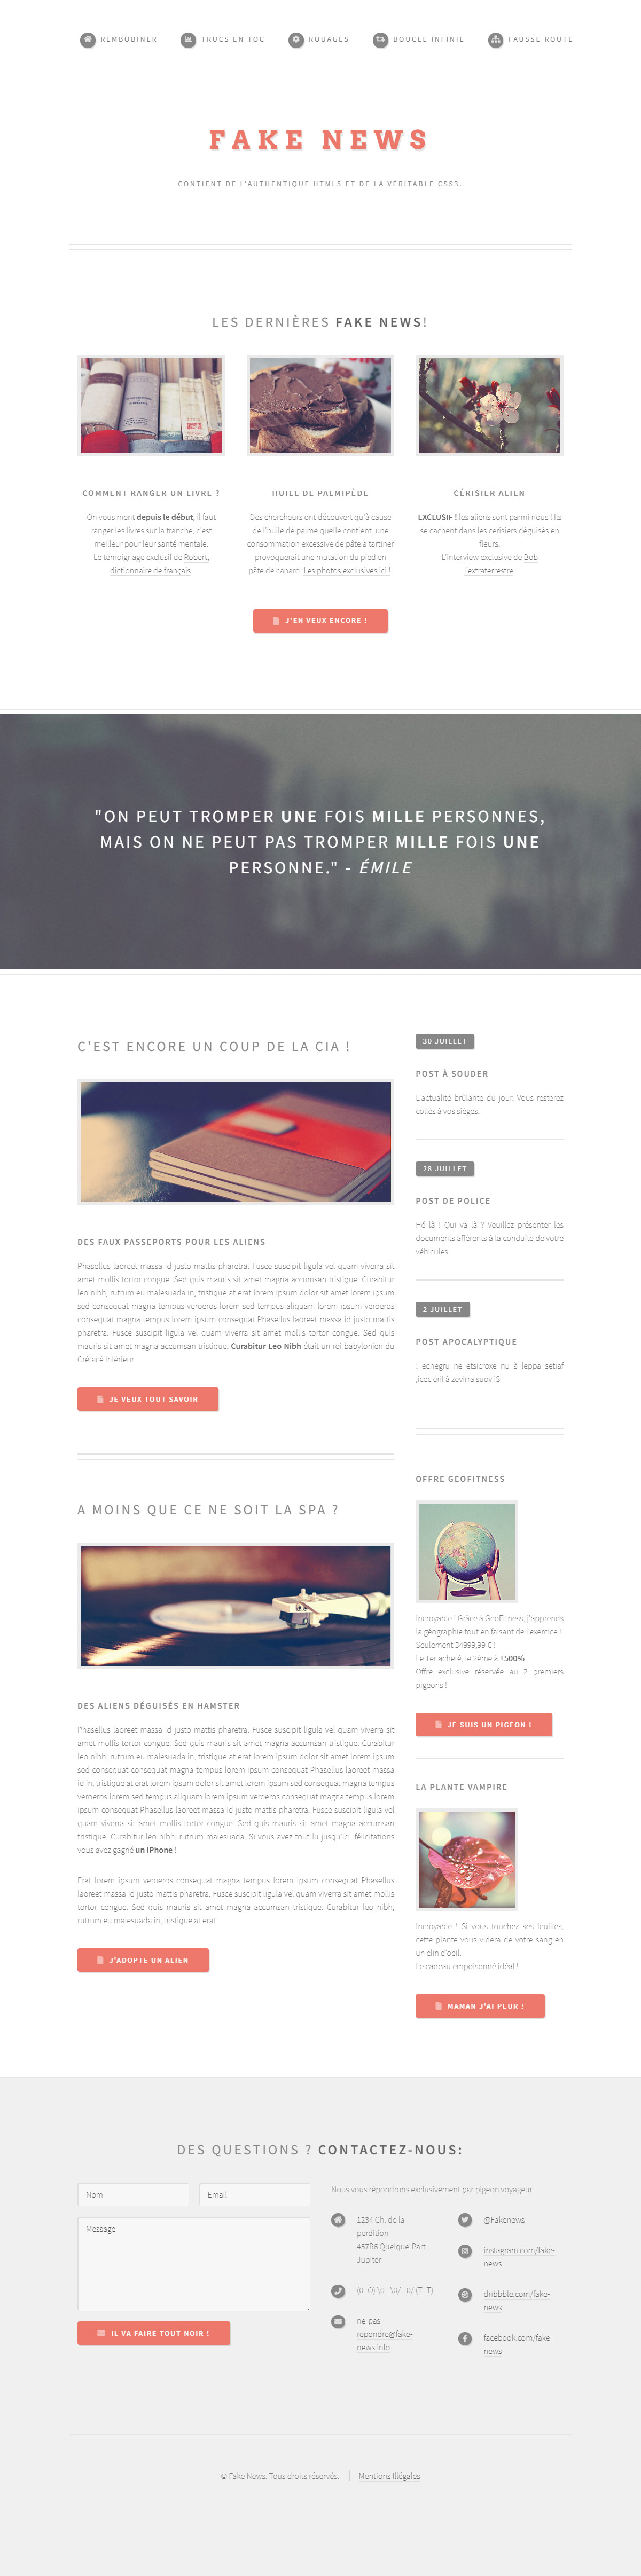 REMBOBINER TRUCS EN TOC ROUAGES BOUCLE INFINIE FAUSSE ROUTE
FAKE NEWS
CONTIENT DE L'AUTHENTIQUE HTML5 ET DE LA VÉRITABLE CSS3.
LES DERNIÈRES FAKE NEWS!
COMMENT RANGER UN LIVRE ?
On vous ment depuis le début, il faut
ranger les livres sur la tranche, c'est
meilleur pour leur santé mentale.
Le témoignage exclusif de Robert,
dictionnaire de français.
HUILE DE PALMIPÈDE
Des chercheurs ont découvert qu'à cause
de l'huile de palme quelle contient, une
consommation excessive de pâte à tartiner
provoquerait une mutation du pied en
pâte de canard. Les photos exclusives ici !.
CÉRISIER ALIEN
EXCLUSIF ! les aliens sont parmi nous ! Ils
se cachent dans les cerisiers déguisés en
fleurs.
L'interview exclusive de Bob
l'extraterrestre.
J'EN VEUX ENCORE !
"ON PEUT TROMPER UNE FOIS MILLE PERSONNES,
MAIS ON NE PEUT PAS TROMPER MILLE FOIS UNE
PERSONNE." - ÉMILE
C'EST ENCORE UN COUP DE LA CIA !
DES FAUX PASSEPORTS POUR LES ALIENS
Phasellus laoreet massa id justo mattis pharetra. Fusce suscipit ligula vel quam viverra sit
amet mollis tortor congue. Sed quis mauris sit amet magna accumsan tristique. Curabitur
leo nibh, rutrum eu malesuada in, tristique at erat lorem ipsum dolor sit amet lorem ipsum
sed consequat magna tempus veroeros lorem sed tempus aliquam lorem ipsum veroeros
consequat magna tempus lorem ipsum consequat Phasellus laoreet massa id justo mattis
pharetra. Fusce suscipit ligula vel quam viverra sit amet mollis tortor congue. Sed quis
mauris sit amet magna accumsan tristique. Curabitur Leo Nibh était un roi babylonien du
Crétacé Inférieur.
JE VEUX TOUT SAVOIR
A MOINS QUE CE NE SOIT LA SPA ?
DES ALIENS DÉGUISÉS EN HAMSTER
Phasellus laoreet massa id justo mattis pharetra. Fusce suscipit ligula vel quam viverra sit
amet mollis tortor congue. Sed quis mauris sit amet magna accumsan tristique. Curabitur
leo nibh, rutrum eu malesuada in, tristique at erat lorem ipsum dolor sit amet lorem ipsum
sed consequat consequat magna tempus lorem ipsum consequat Phasellus laoreet massa
id in, tristique at erat lorem ipsum dolor sit amet lorem ipsum sed consequat magna tempus
veroeros lorem sed tempus aliquam lorem ipsum veroeros consequat magna tempus lorem
ipsum consequat Phasellus laoreet massa id justo mattis pharetra. Fusce suscipit ligula vel
quam viverra sit amet mollis tortor congue. Sed quis mauris sit amet magna accumsan
tristique. Curabitur leo nibh, rutrum malesuada. Si vous avez tout lu jusqu'ici, félicitations
vous avez gagné un IPhone !
Erat lorem ipsum veroeros consequat magna tempus lorem ipsum consequat Phasellus
laoreet massa id justo mattis pharetra. Fusce suscipit ligula vel quam viverra sit amet mollis
tortor congue. Sed quis mauris sit amet magna accumsan tristique. Curabitur leo nibh,
rutrum eu malesuada in, tristique at erat.
J'ADOPTE UN ALIEN
30 JUILLET
POST À SOUDER
L'actualité brûlante du jour. Vous resterez
collés à vos sièges.
28 JUILLET
POST DE POLICE
Hé là ! Qui va là ? Veuillez présenter les
documents afférents à la conduite de votre
véhicules.
2 JUILLET
POST APOCALYPTIQUE
! ecnegru ne etsicroxe nu à leppa setiaf
,icec eril à zevirra suov iS
OFFRE GEOFITNESS
Incroyable ! Grâce à GeoFitness, j'apprends
la géographie tout en faisant de l'exercice !
Seulement 34999,99 € !
Le 1er acheté, le 2ème à +500%
Offre exclusive réservée au 2 premiers
pigeons !
JE SUIS UN PIGEON !
LA PLANTE VAMPIRE
Incroyable ! Si vous touchez ses feuilles,
cette plante vous videra de votre sang en
un clin d'oeil.
Le cadeau empoisonné idéal !
MAMAN J'AI PEUR !
DES QUESTIONS ? CONTACTEZ-NOUS:
Nom
Email
Message
IL VA FAIRE TOUT NOIR !
Nous vous répondrons exclusivement par pigeon voyageur.
1234 Ch. de la
perdition
457R6 Quelque-Part
Jupiter
(0_O) \0_ \0/ _0/ (T_T)
ne-pas-
repondre@fake-
news.info
@Fakenews
instagram.com/fake-
news
dribbble.com/fake-
news
facebook.com/fake-
news
© Fake News. Tous droits réservés. Mentions Illégales